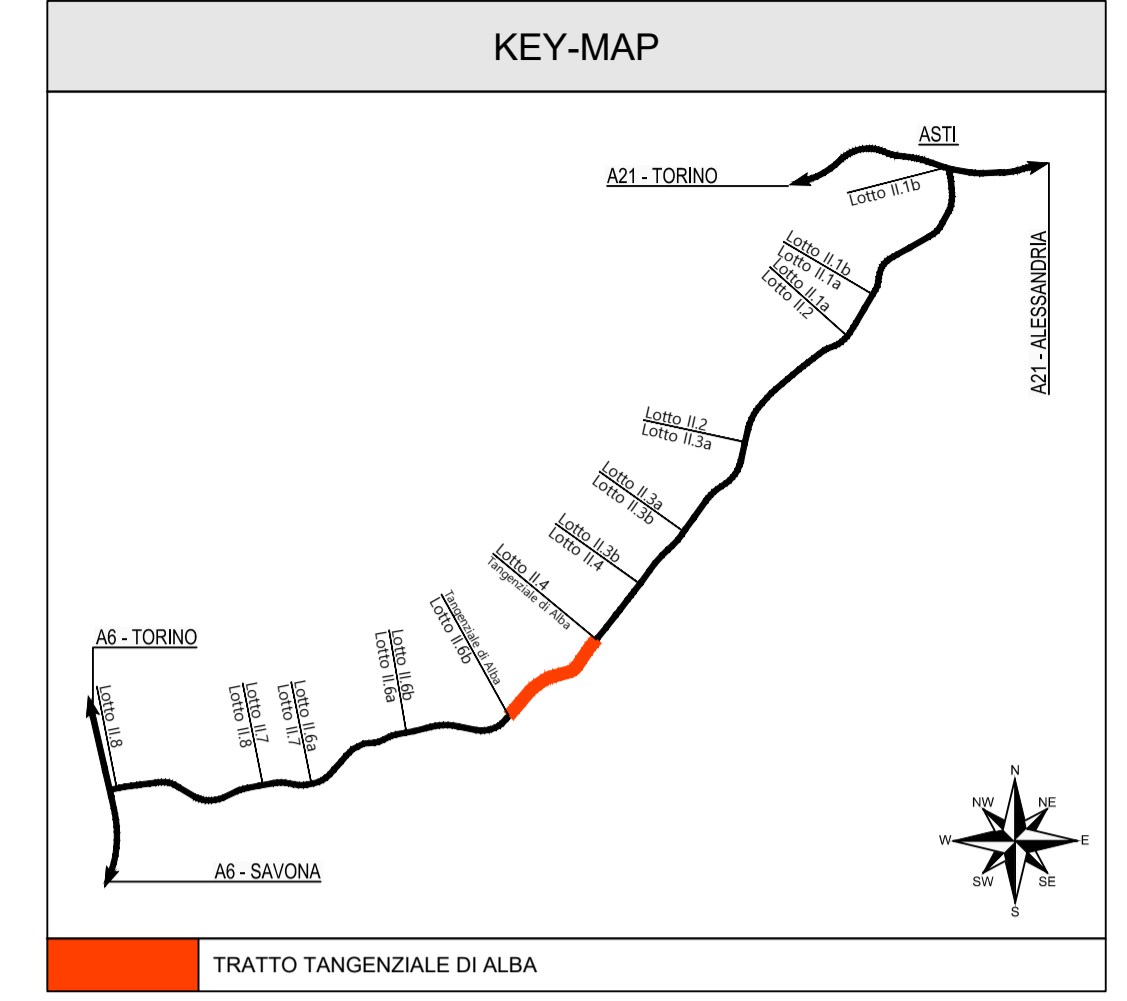 KEY-MAP
ASTI
A21 - TORINO
Lotto II.1b
A21 - ALESSANDRIA
Lotto II.1b
Lotto II.1a
Lotto II.1a
Lotto II.2
Lotto II.2
Lotto II.3a
Lotto II.3a
Lotto II.3b
Lotto II.3b
Lotto II.4
Lotto II.4
Tangenziale di Alba
Tangenziale di Alba
Lotto II.6b
Lotto II.6b
Lotto II.6a
Lotto II.6a
Lotto II.7
Lotto II.7
Lotto II.8
Lotto II.8
A6 - TORINO
A6 - SAVONA
N
NW
NE
W
E
SW
SE
S
TRATTO TANGENZIALE DI ALBA